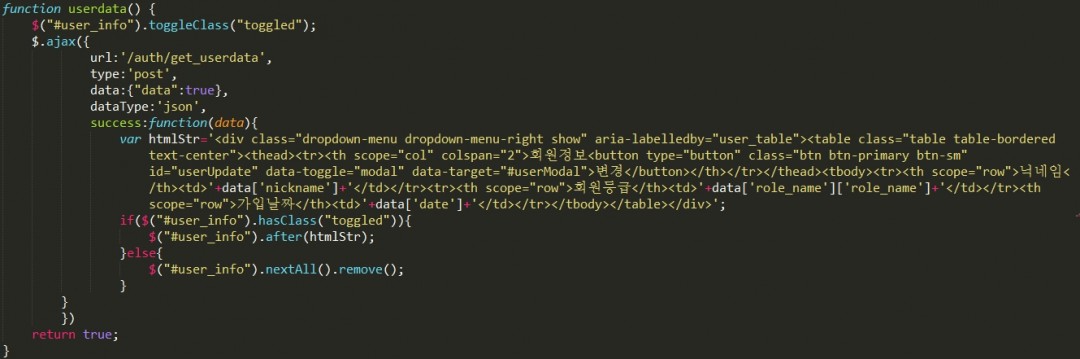 function userdata() {
$("#user_info").toggleClass("toggled");
$.ajax({
url:'/auth/get_userdata',
type:'post',
data:{"data":true},
dataType:'json',
success:function(data){
var htmlStr='<div class="dropdown-menu dropdown-menu-right show" aria-labelledby="user_table"><table class="table table-bordered
text-center"><thead><tr><th scope="col" colspan="2">회원정보<button type="button" class="btn btn-primary btn-sm"
id="userUpdate" data-toggle="modal" data-target="#userModal">변경</button></th></tr></thead><tbody><tr><th scope="row">닉네임<
/th><td>'+data['nickname']+'</td></tr><tr><th scope="row">회원등급</th><td>'+data['role_name']['role_name']+'</td></tr><th
scope="row">가입날짜</th><td>'+data['date']+'</td></tr></tbody></table></div>';
if($("#user_info").hasClass("toggled")){
$("#user_info").after(htmlStr);
}else{
$("#user_info").nextAll().remove();
}
}
})
return true;
}